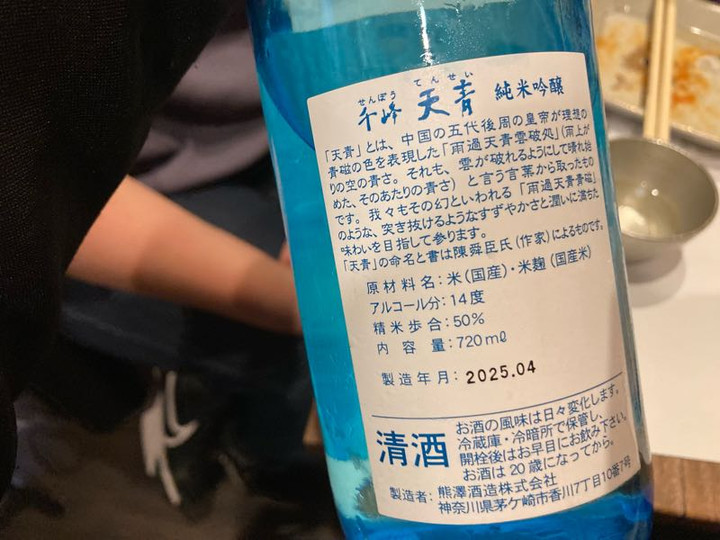 せんぽう てんせい
千峰 天青 純米吟醸
「天青」とは、中国の五代後周の皇帝が理想の
青磁の色を表現した「雨過天青雲破処」(雨上が
りの空の青さ。それも、雲が破れるようにして晴れ始
めた、そのあたりの青さ)と言う言葉から取ったもの
です。我々もその幻といわれる「雨過天青青磁」
のような、突き抜けるようなすずやかさと潤いに満ちた
味わいを目指して参ります。
「天青」の命名と書は陳舜臣氏(作家)によるものです。
原材料名:米(国産)・米麹(国産米)
アルコール分:14度
精米歩合:50%
内容量:720mℓ
製造年月:2025.04
清酒
お酒の風味は日々変化します。
冷蔵庫・冷暗所で保管し、
開栓後はお早目にお飲み下さい。
お酒は20歳になってから。
製造者:熊澤酒造株式会社
神奈川県茅ケ崎市香川7丁目10番7号